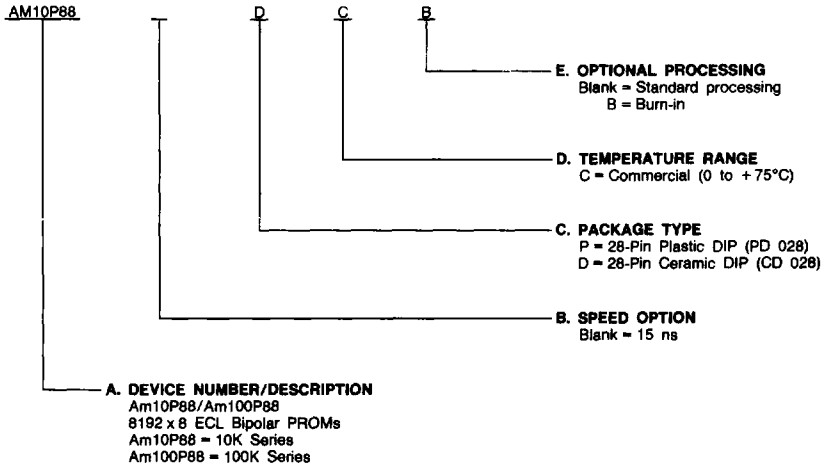 AM10P88 D C B
E. OPTIONAL PROCESSING
Blank = Standard processing
B = Burn-in
D. TEMPERATURE RANGE
C = Commercial (0 to +75°C)
C. PACKAGE TYPE
P = 28-Pin Plastic DIP (PD 028)
D = 28-Pin Ceramic DIP (CD 028)
B. SPEED OPTION
Blank = 15 ns
A. DEVICE NUMBER/DESCRIPTION
Am10P88/Am100P88
8192 x 8 ECL Bipolar PROMs
Am10P88 = 10K Series
Am100P88 = 100K Series